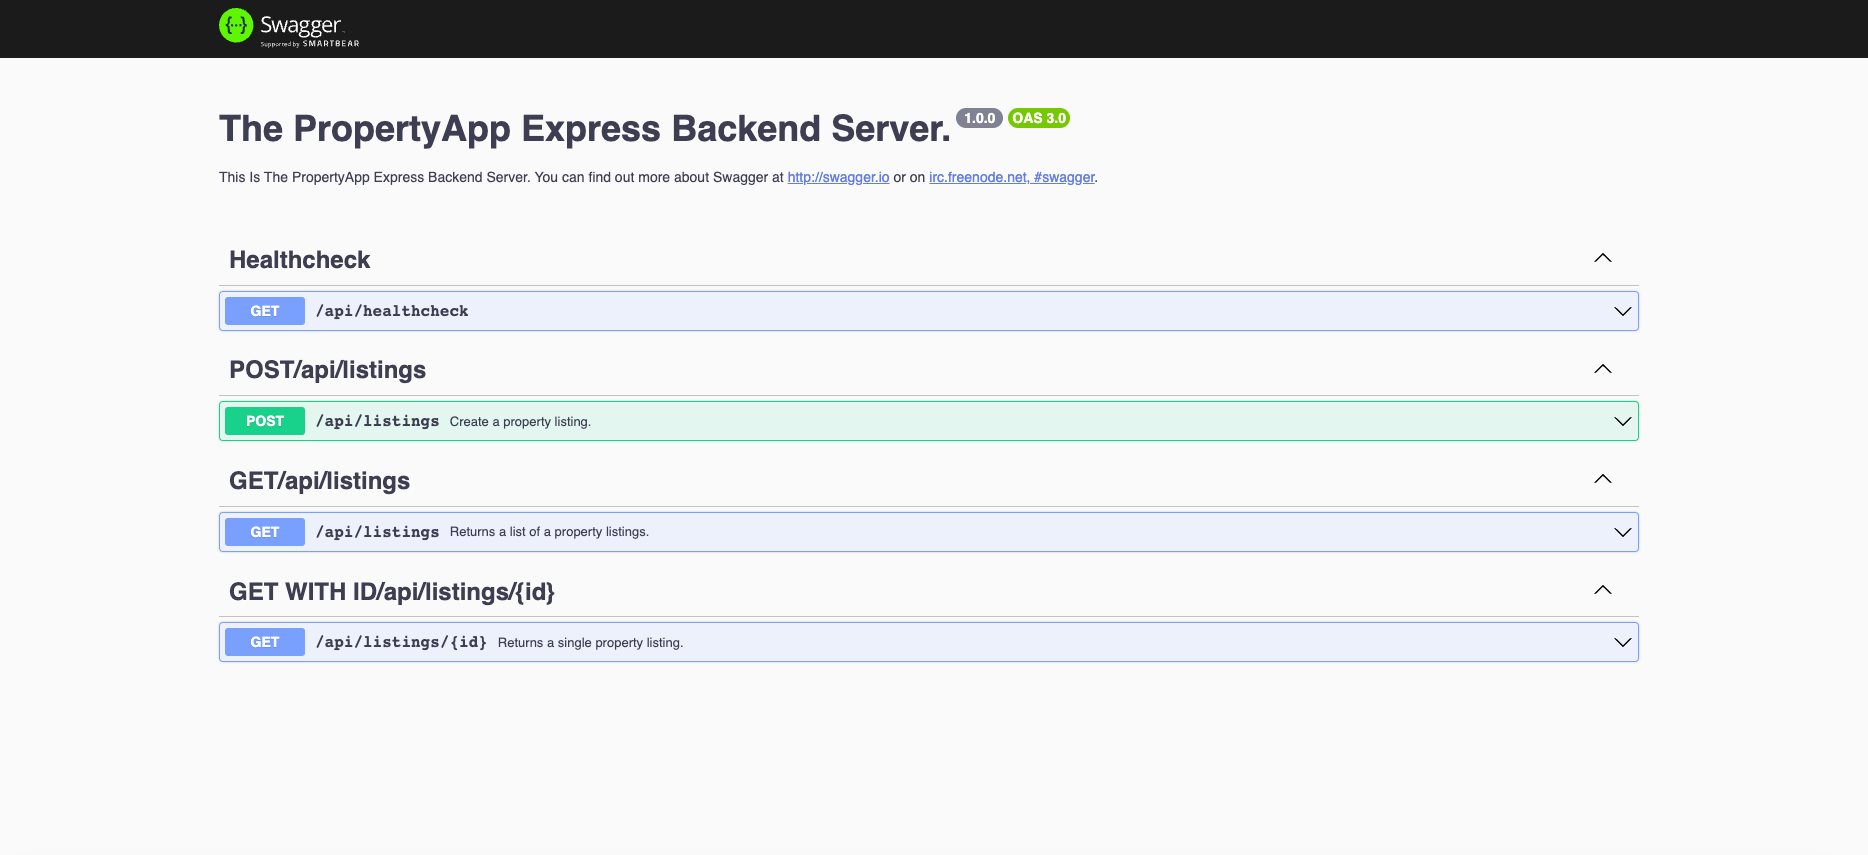 {···} Swagger
Supported by SMARTBEAR
The PropertyApp Express Backend Server. 1.0.0 OAS 3.0
This Is The PropertyApp Express Backend Server. You can find out more about Swagger at http://swagger.io or on irc.freenode.net, #swagger.
Healthcheck
GET /api/healthcheck
POST/api/listings
POST /api/listings Create a property listing.
GET/api/listings
GET /api/listings Returns a list of a property listings.
GET WITH ID/api/listings/{id}
GET /api/listings/{id} Returns a single property listing.